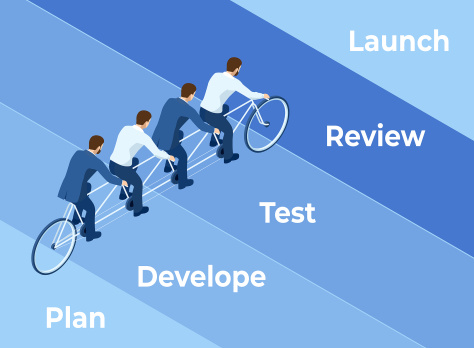 Launch
Review
Test
Develope
Plan